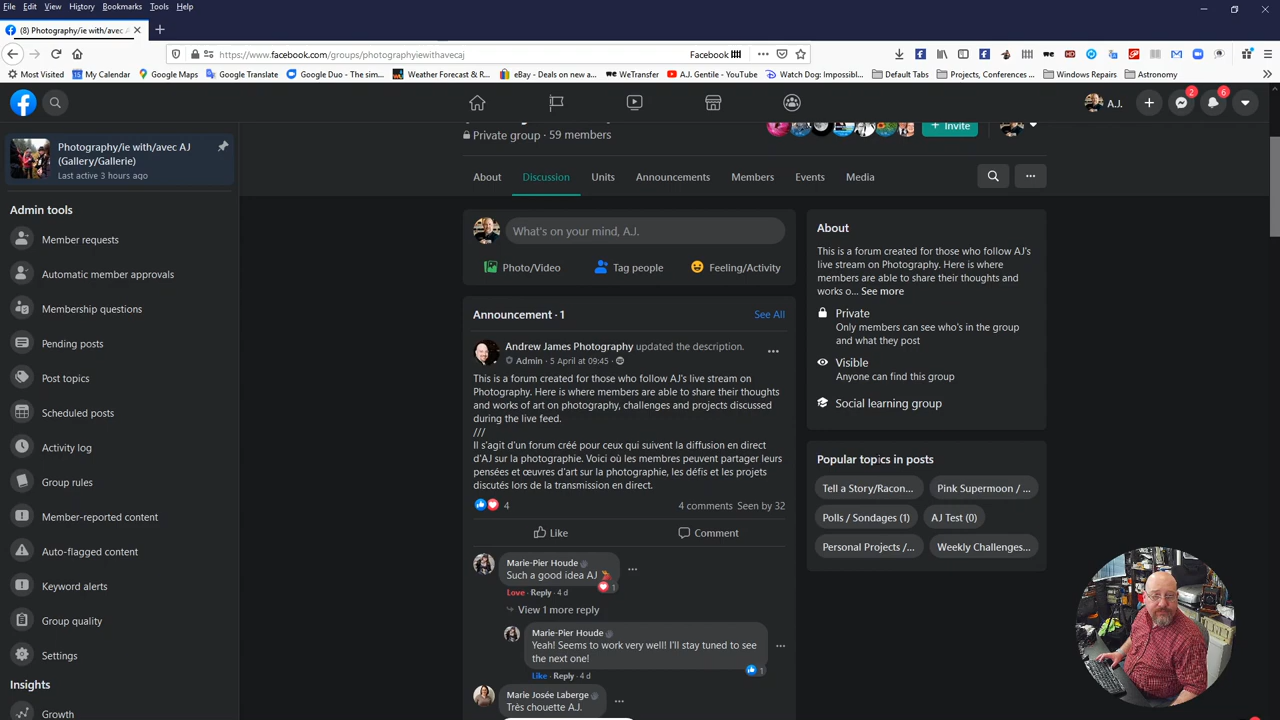 File Edit View History Bookmarks Tools Help
(8) Photography/ie with/avec A
https://www.facebook.com/groups/photographyiewithavecaj
Facebook
Most Visited My Calendar Google Maps Google Translate Google Duo - The sim... Weather Forecast & R... eBay - Deals on new a... WeTransfer A.J. Gentile - YouTube Watch Dog: Impossibl... Default Tabs Projects, Conferences ... Windows Repairs Astronomy
A.J. 2 6
Photography/ie with/avec AJ
(Gallery/Gallerie)
Last active 3 hours ago
Admin tools
Member requests
Automatic member approvals
Membership questions
Pending posts
Post topics
Scheduled posts
Activity log
Group rules
Member-reported content
Auto-flagged content
Keyword alerts
Group quality
Settings
Insights
Growth
Private group · 59 members
+ Invite
About Discussion Units Announcements Members Events Media
What's on your mind, A.J.
Photo/Video Tag people Feeling/Activity
Announcement · 1 See All
Andrew James Photography updated the description.
Admin · 5 April at 09:45 ·
This is a forum created for those who follow AJ's live stream on
Photography. Here is where members are able to share their thoughts
and works of art on photography, challenges and projects discussed
during the live feed.
///
Il s'agit d'un forum créé pour ceux qui suivent la diffusion en direct
d'AJ sur la photographie. Voici où les membres peuvent partager leurs
pensées et œuvres d'art sur la photographie, les défis et les projets
discutés lors de la transmission en direct.
4 4 comments Seen by 32
Like Comment
Marie-Pier Houde
Such a good idea AJ
1
Love · Reply · 4 d
View 1 more reply
Marie-Pier Houde
Yeah! Seems to work very well! I'll stay tuned to see
the next one!
1
Like · Reply · 4 d
Marie Josée Laberge
Très chouette A.J.
About
This is a forum created for those who follow AJ's
live stream on Photography. Here is where
members are able to share their thoughts and
works o... See more
Private
Only members can see who's in the group
and what they post
Visible
Anyone can find this group
Social learning group
Popular topics in posts
Tell a Story/Racon... Pink Supermoon / ...
Polls / Sondages (1) AJ Test (0)
Personal Projects /... Weekly Challenges...